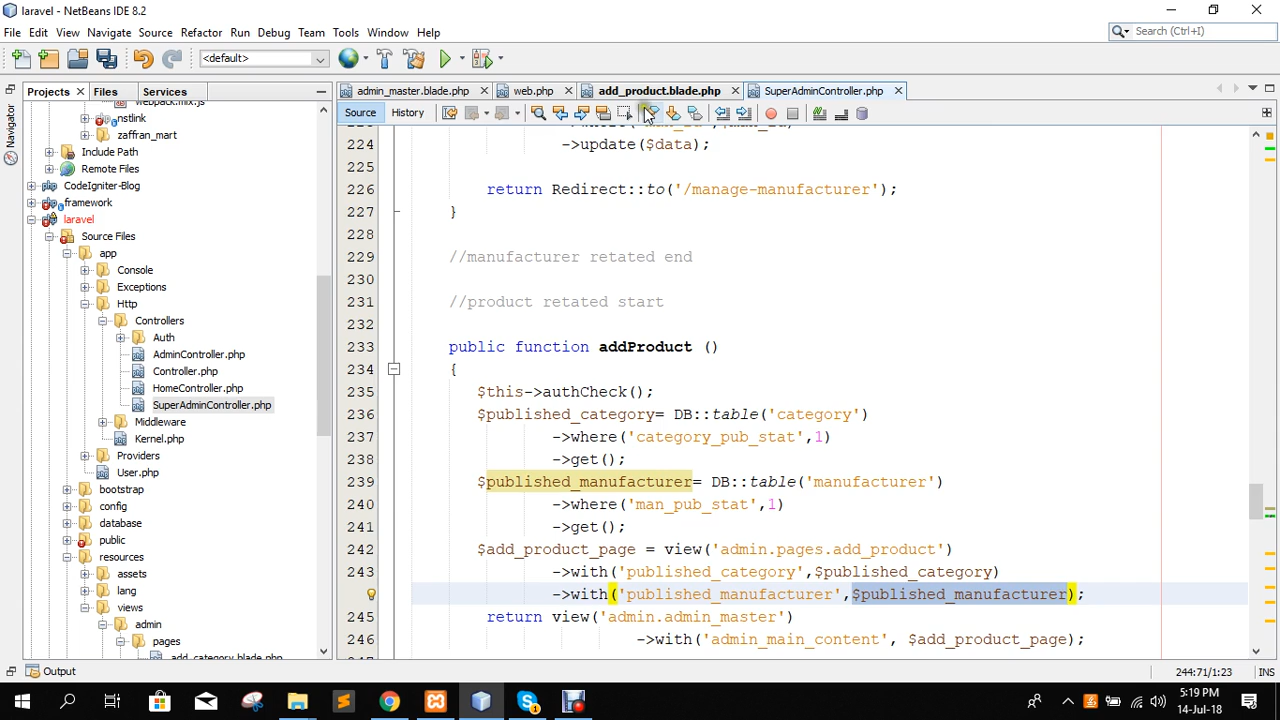 laravel - NetBeans IDE 8.2
File Edit View Navigate Source Refactor Run Debug Team Tools Window Help
Search (Ctrl+I)
<default>
Projects Files Services
admin_master.blade.php web.php add_product.blade.php SuperAdminController.php
Source History
Navigator
webpack.mix.js
nstlink
zaffran_mart
Include Path
Remote Files
CodeIgniter-Blog
framework
laravel
Source Files
app
Console
Exceptions
Http
Controllers
Auth
AdminController.php
Controller.php
HomeController.php
SuperAdminController.php
Middleware
Kernel.php
Providers
User.php
bootstrap
config
database
public
resources
assets
lang
views
admin
pages
add_category.blade.php
224 ->update($data);
225
226 return Redirect::to('/manage-manufacturer');
227 }
228
229 //manufacturer retated end
230
231 //product retated start
232
233 public function addProduct ()
234 {
235 $this->authCheck();
236 $published_category= DB::table('category')
237 ->where('category_pub_stat',1)
238 ->get();
239 $published_manufacturer= DB::table('manufacturer')
240 ->where('man_pub_stat',1)
241 ->get();
242 $add_product_page = view('admin.pages.add_product')
243 ->with('published_category',$published_category)
->with('published_manufacturer',$published_manufacturer);
245 return view('admin.admin_master')
246 ->with('admin_main_content', $add_product_page);
Output
244:71/1:23 INS
5:19 PM
14-Jul-18